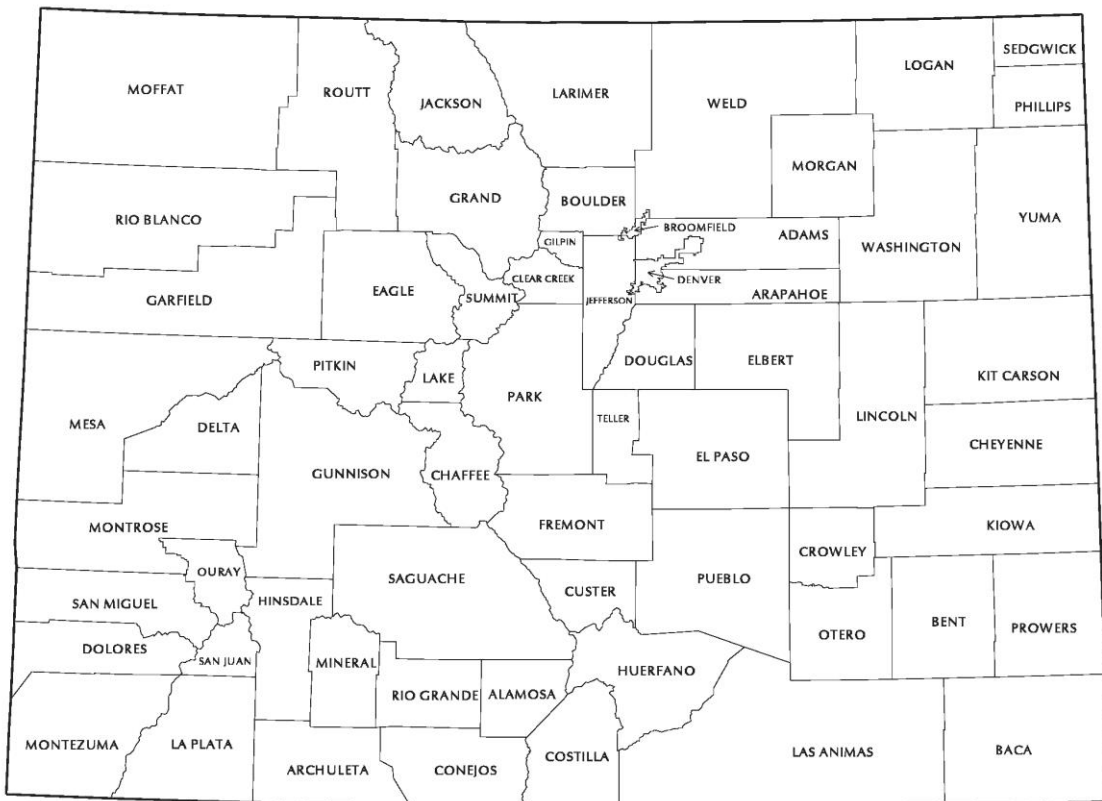 SEDGWICK
LOGAN
MOFFAT
ROUTT
JACKSON
LARIMER
WELD
PHILLIPS
MORGAN
GRAND
BOULDER
RIO BLANCO
YUMA
BROOMFIELD
ADAMS
GILPIN
WASHINGTON
CLEAR CREEK
DENVER
EAGLE
GARFIELD
SUMMIT
JEFFERSON
ARAPAHOE
PITKIN
LAKE
DOUGLAS
ELBERT
KIT CARSON
PARK
LINCOLN
MESA
DELTA
TELLER
CHEYENNE
GUNNISON
CHAFFEE
EL PASO
MONTROSE
FREMONT
KIOWA
CROWLEY
OURAY
SAGUACHE
PUEBLO
CUSTER
SAN MIGUEL
HINSDALE
BENT
PROWERS
OTERO
DOLORES
SAN JUAN
MINERAL
HUERFANO
RIO GRANDE
ALAMOSA
MONTEZUMA
LA PLATA
LAS ANIMAS
BACA
COSTILLA
ARCHULETA
CONEJOS